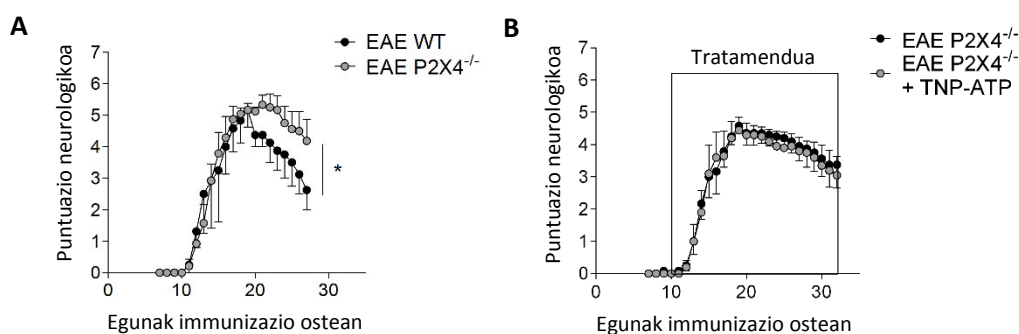 A
EAE WT
EAE P2X4-/-
Puntuazio neurologikoa
7
6
5
4
3
2
1
0
*
0 10 20 30
Egunak immunizazio ostean
B
EAE P2X4-/-
EAE P2X4-/-
+ TNP-ATP
Tratamendua
Puntuazio neurologikoa
7
6
5
4
3
2
1
0
0 10 20 30
Egunak immunizazio ostean